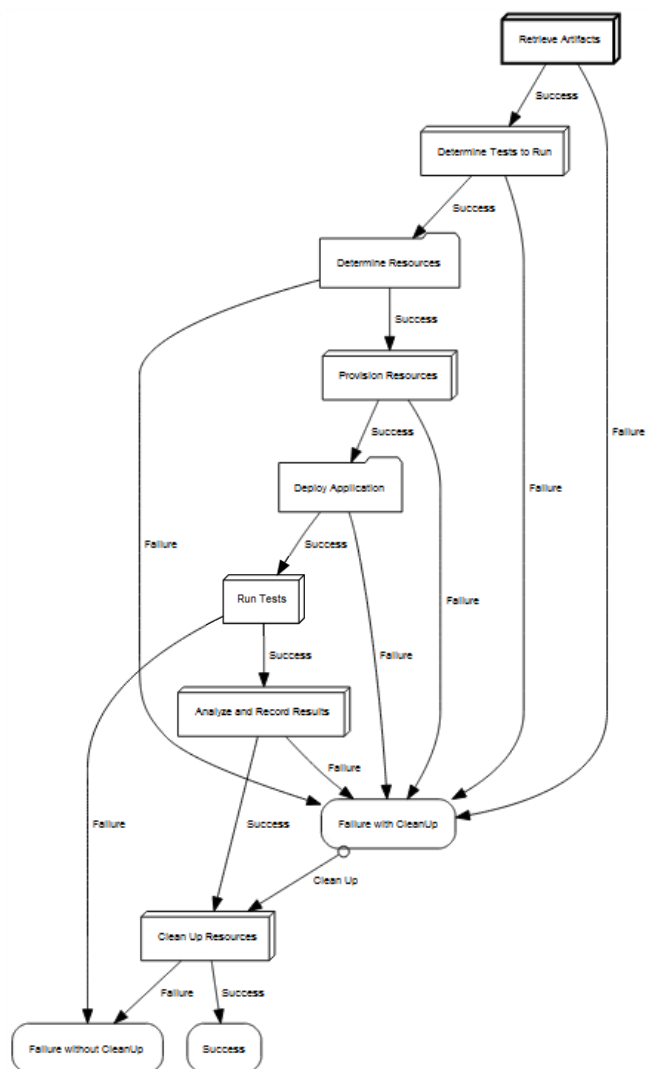 Retrieve Artifacts
Success
Determine Tests to Run
Success
Determine Resources
Success
Provision Resources
Success
Failure
Deploy Application
Failure
Failure
Success
Run Tests
Failure
Success
Failure
Analyze and Record Results
Failure
Failure
Success
Failure with CleanUp
Clean Up
Clean Up Resources
Failure
Success
Failure without CleanUp
Success